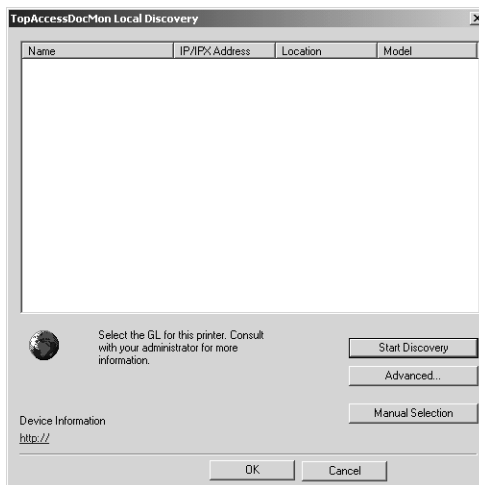 TopAccessDocMon Local Discovery
Name IP/IPX Address Location Model
Select the GL for this printer. Consult
with your administrator for more
information.
Start Discovery
Advanced...
Manual Selection
Device Information
http://
OK Cancel